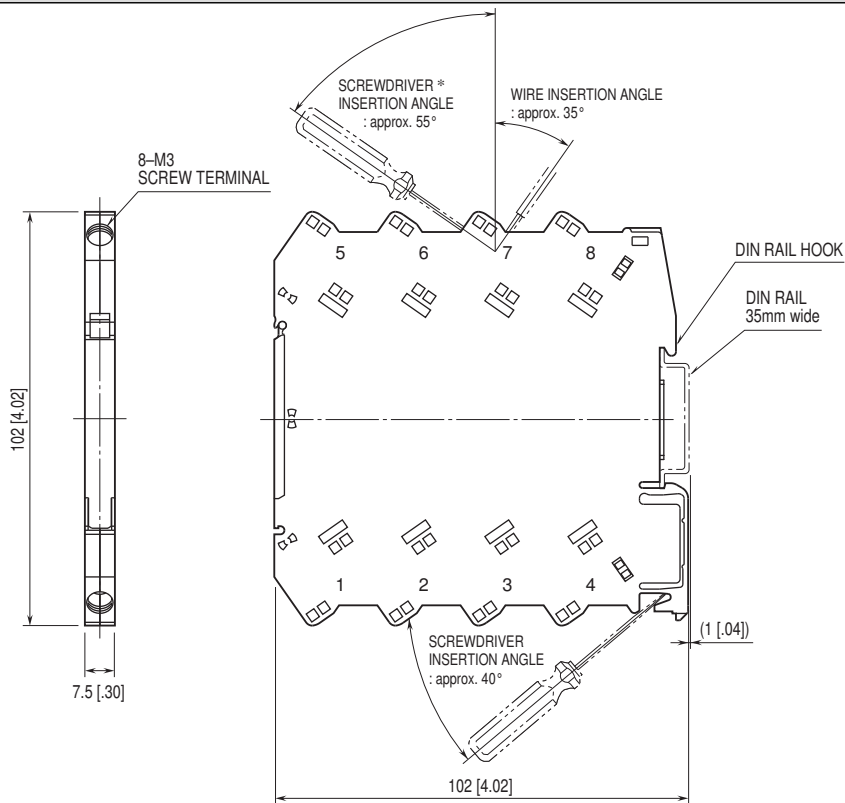 SCREWDRIVER *
INSERTION ANGLE
: approx. 55°
WIRE INSERTION ANGLE
: approx. 35°
8–M3
SCREW TERMINAL
5
6
7
8
DIN RAIL HOOK
DIN RAIL
35mm wide
102 [4.02]
1
2
3
4
(1 [.04])
SCREWDRIVER
INSERTION ANGLE
: approx. 40°
7.5 [.30]
102 [4.02]